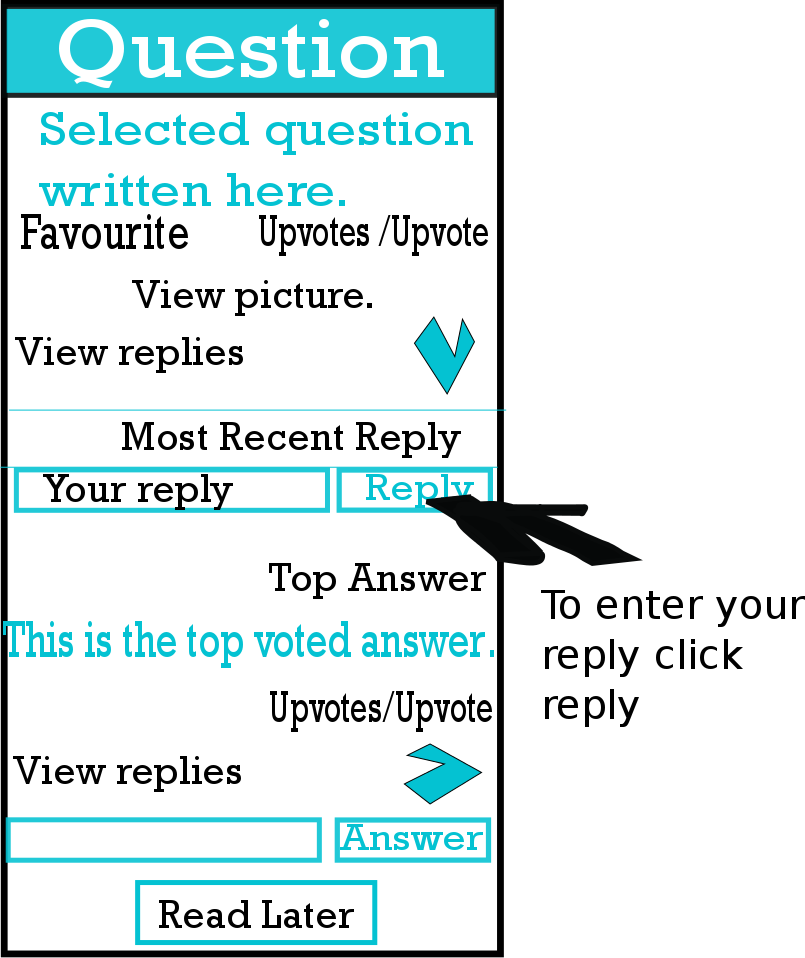 Question
Selected question
written here.
Favourite Upvotes /Upvote
View picture.
View replies
Most Recent Reply
Your reply Reply
Top Answer
To enter your
reply click
reply
This is the top voted answer.
Upvotes/Upvote
View replies
Answer
Read Later